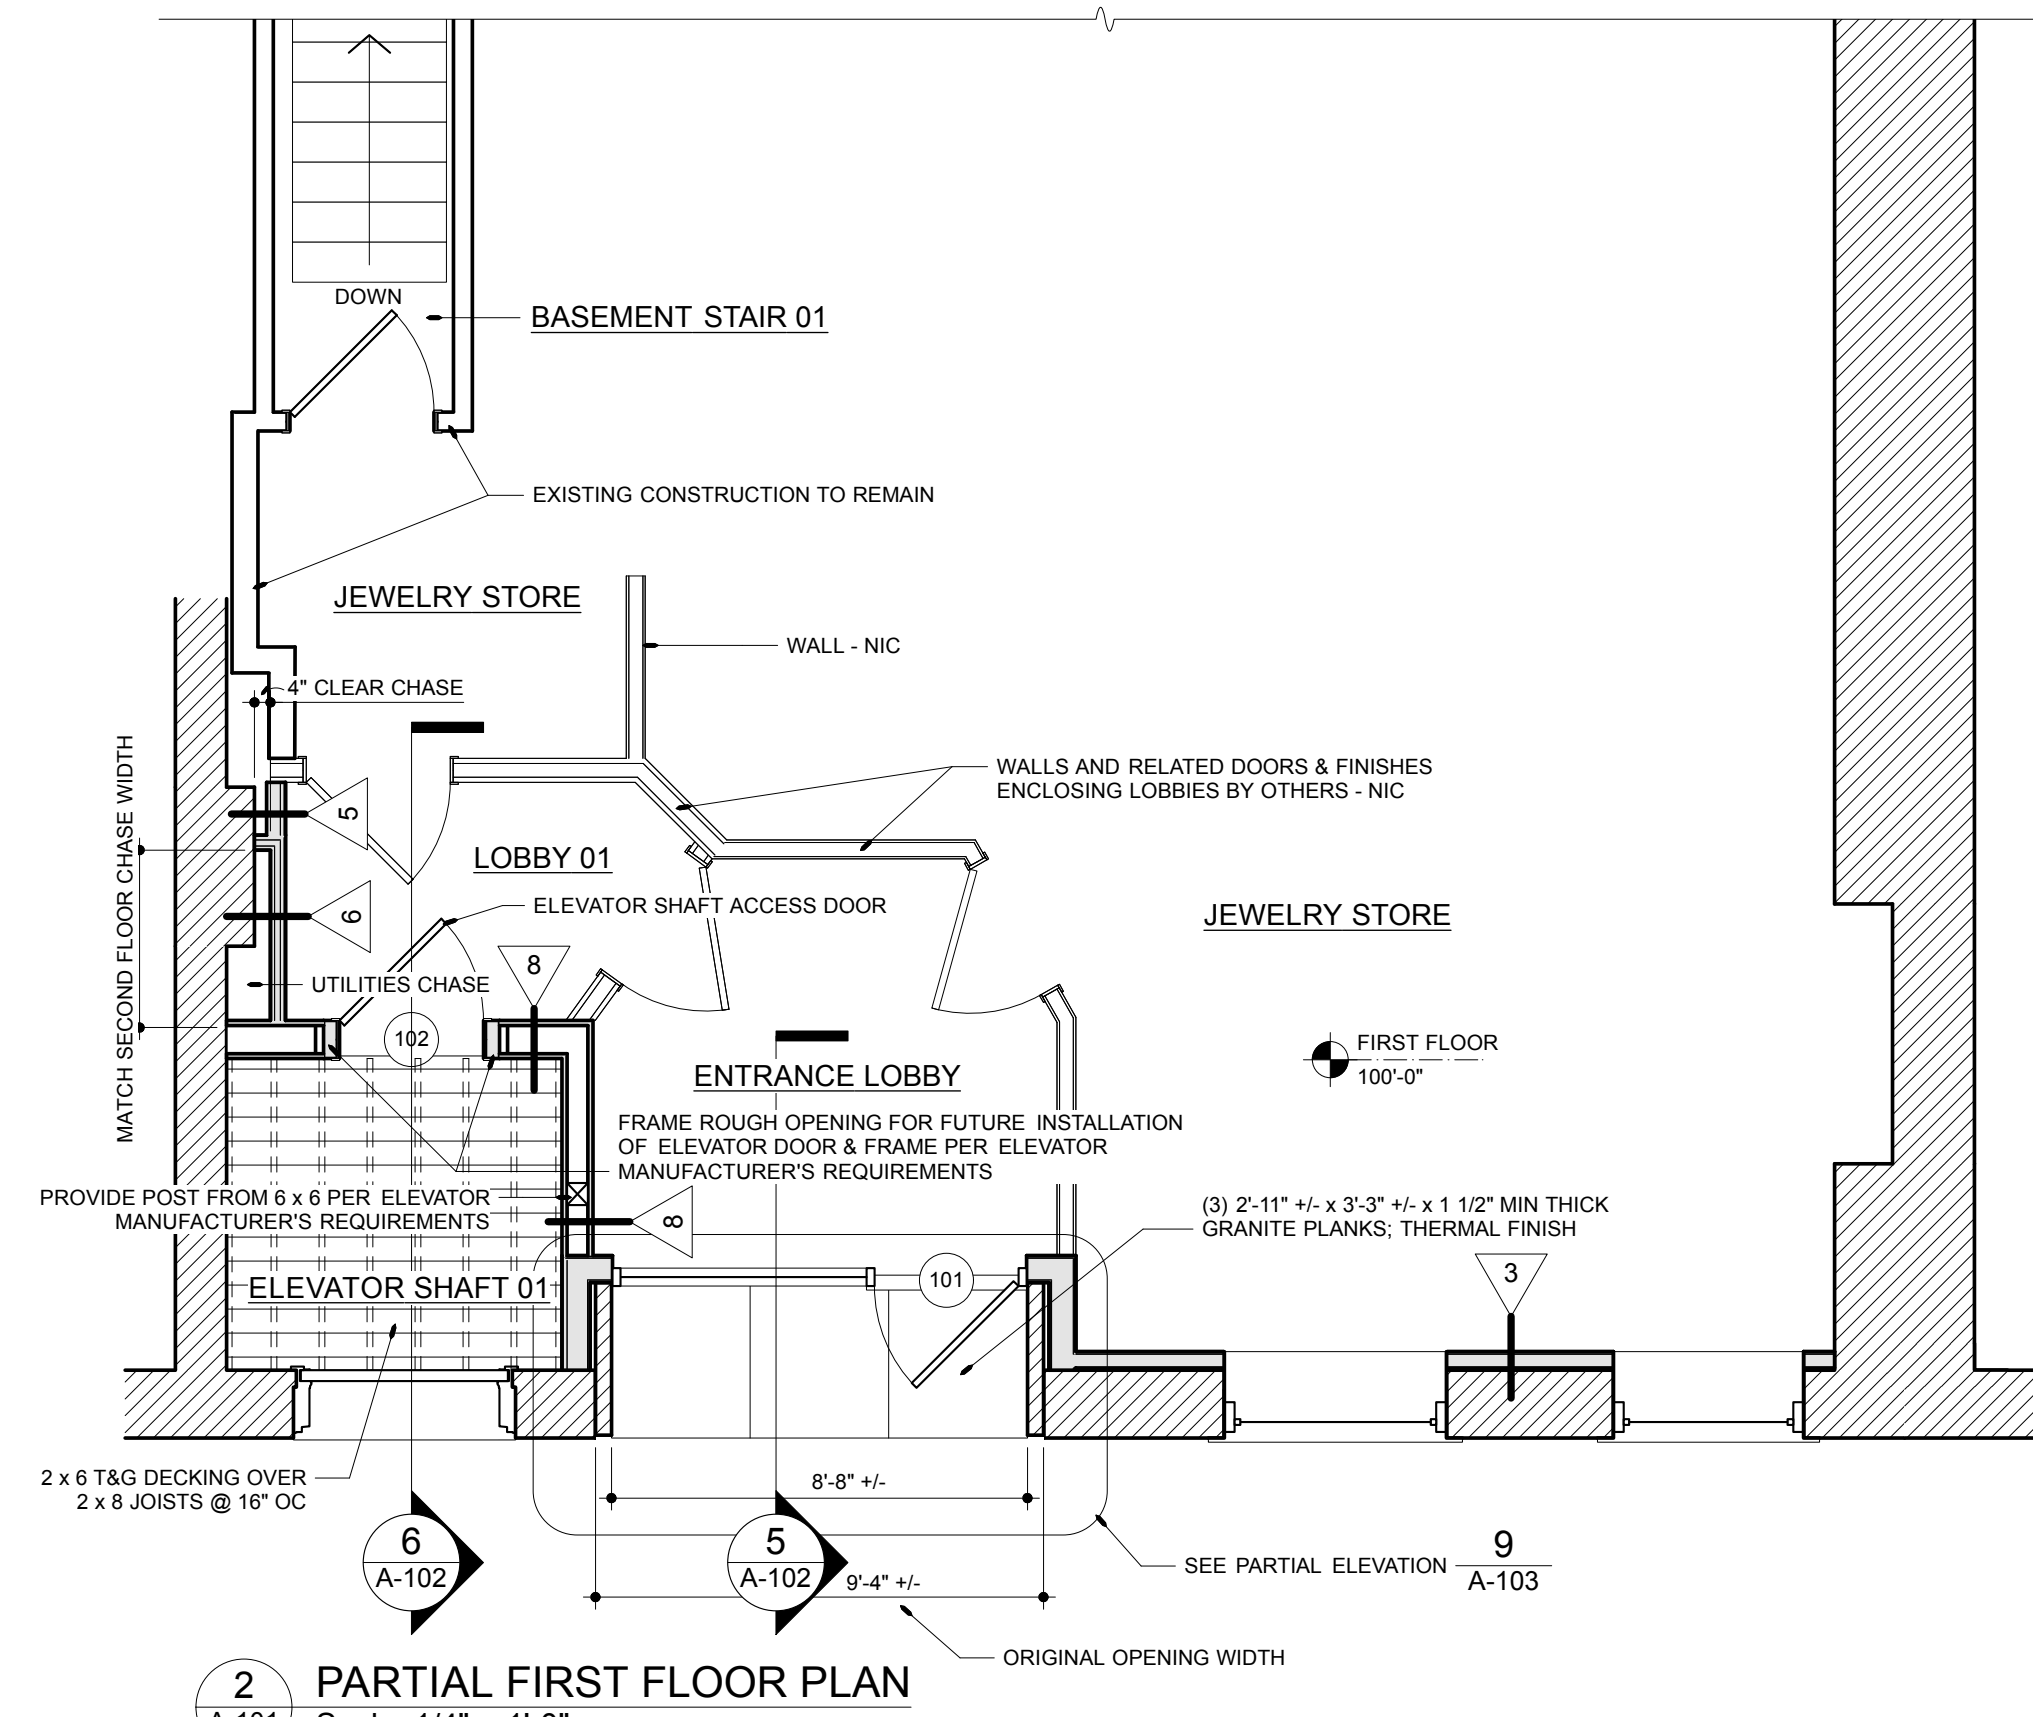 DOWN
BASEMENT STAIR 01
EXISTING CONSTRUCTION TO REMAIN
JEWELRY STORE
WALL - NIC
4" CLEAR CHASE
WALLS AND RELATED DOORS & FINISHES
ENCLOSING LOBBIES BY OTHERS - NIC
MATCH SECOND FLOOR CHASE WIDTH
5
LOBBY 01
6
ELEVATOR SHAFT ACCESS DOOR
JEWELRY STORE
8
UTILITIES CHASE
102
FIRST FLOOR
100'-0"
ENTRANCE LOBBY
FRAME ROUGH OPENING FOR FUTURE INSTALLATION
OF ELEVATOR DOOR & FRAME PER ELEVATOR
MANUFACTURER'S REQUIREMENTS
PROVIDE POST FROM 6 x 6 PER ELEVATOR
MANUFACTURER'S REQUIREMENTS
8
(3) 2'-11" +/- x 3'-3" +/- x 1 1/2" MIN THICK
GRANITE PLANKS; THERMAL FINISH
ELEVATOR SHAFT 01
101
3
2 x 6 T&G DECKING OVER
2 x 8 JOISTS @ 16" OC
8'-8" +/-
6
A-102
5
A-102
9'-4" +/-
SEE PARTIAL ELEVATION
9
A-103
ORIGINAL OPENING WIDTH
2
PARTIAL FIRST FLOOR PLAN